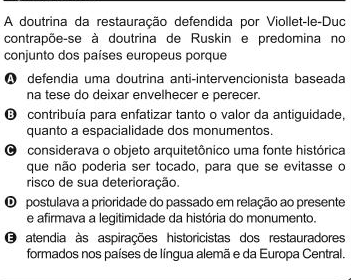 A doutrina da restauração defendida por Viollet-le-Duc
contrapõe-se à doutrina de Ruskin e predomina no
conjunto dos países europeus porque
A defendia uma doutrina anti-intervencionista baseada
na tese do deixar envelhecer e perecer.
B contribuía para enfatizar tanto o valor da antiguidade,
quanto a espacialidade dos monumentos.
C considerava o objeto arquitetônico uma fonte histórica
que não poderia ser tocado, para que se evitasse o
risco de sua deterioração.
D postulava a prioridade do passado em relação ao presente
e afirmava a legitimidade da história do monumento.
E atendia às aspirações historicistas dos restauradores
formados nos países de língua alemã e da Europa Central.